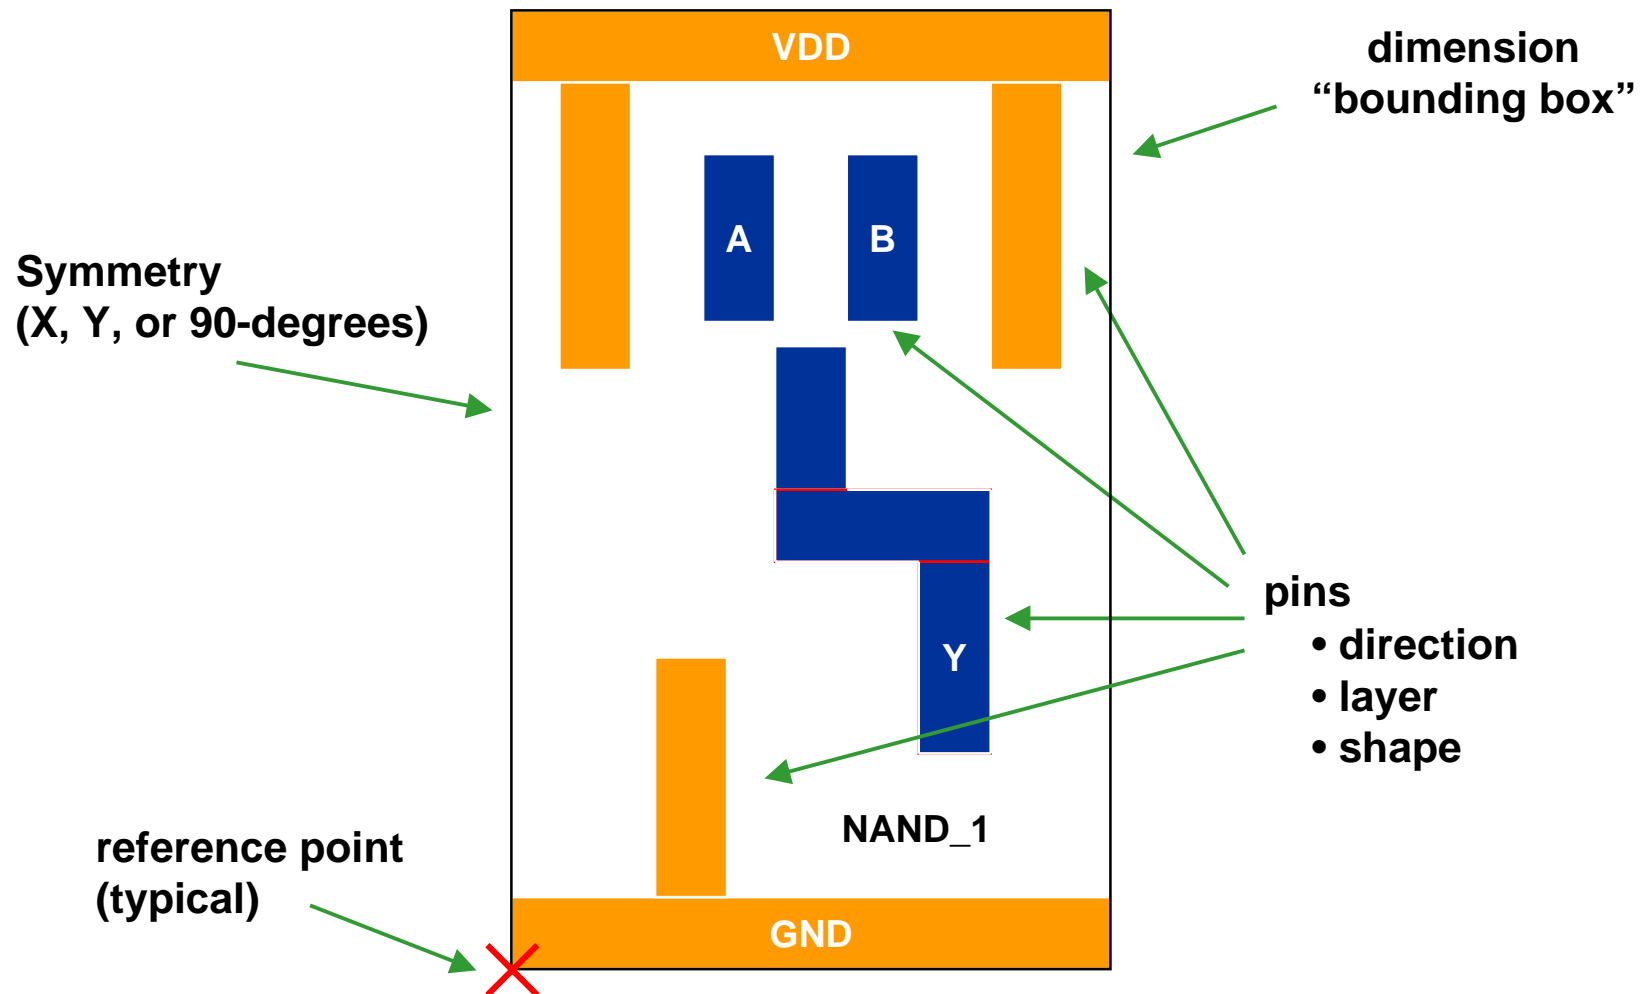 VDD
dimension
“bounding box”
A
B
Symmetry
(X, Y, or 90-degrees)
pins
• direction
• layer
• shape
Y
NAND_1
reference point
(typical)
GND